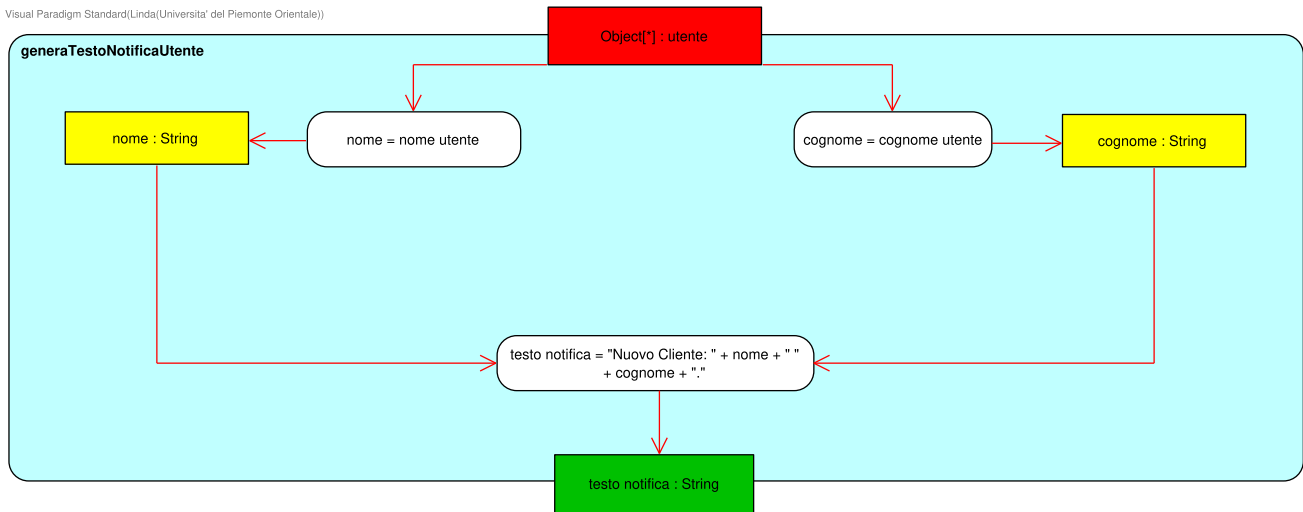 Visual Paradigm Standard(Linda(Universita' del Piemonte Orientale))
Object[*] : utente
generaTestoNotificaUtente
nome : String
nome = nome utente
cognome = cognome utente
cognome : String
testo notifica = "Nuovo Cliente: " + nome + " "
+ cognome + "."
testo notifica : String